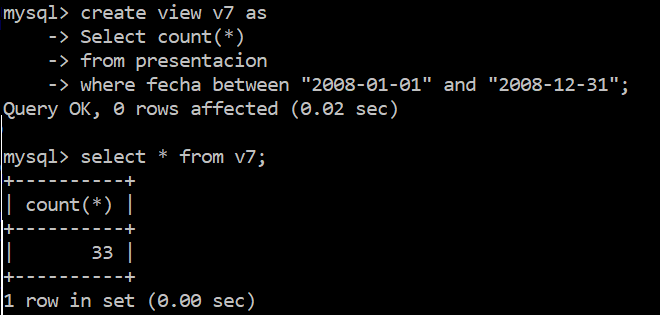 mysql> create view v7 as
    -> Select count(*)
    -> from presentacion
    -> where fecha between "2008-01-01" and "2008-12-31";
Query OK, 0 rows affected (0.02 sec)

mysql> select * from v7;
+----------+
| count(*) |
+----------+
|       33 |
+----------+
1 row in set (0.00 sec)